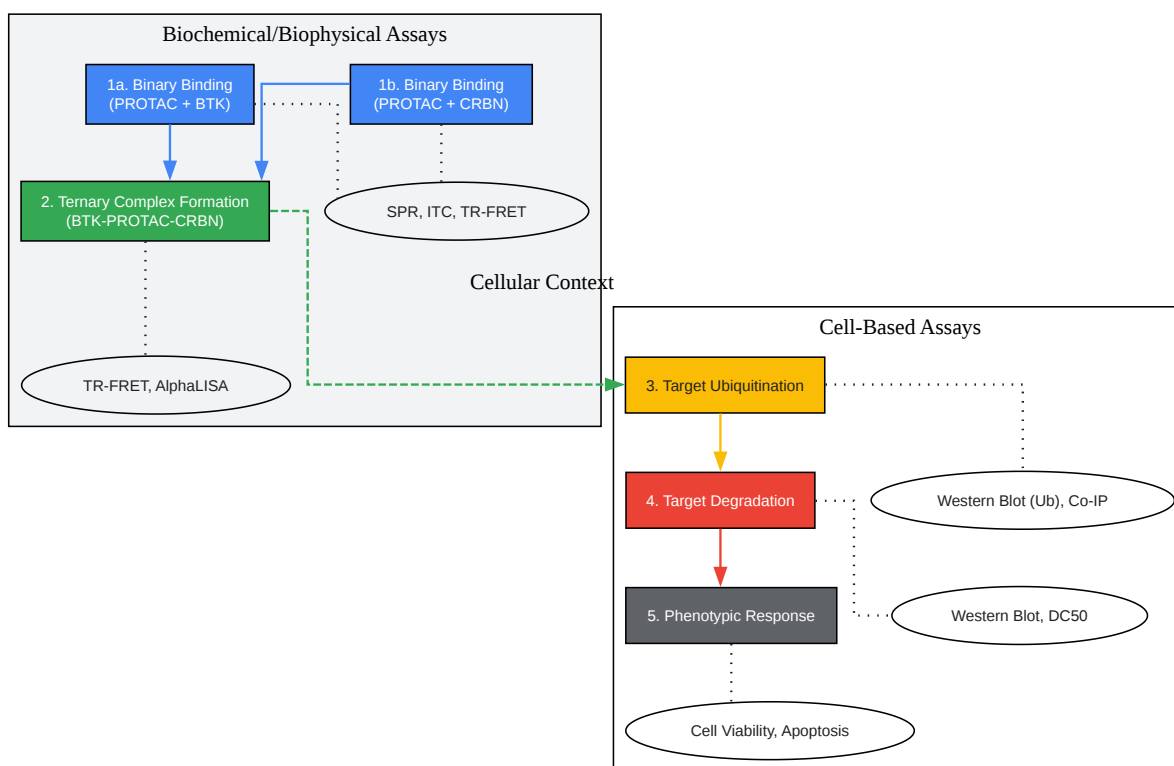 Biochemical/Biophysical Assays
1a. Binary Binding
(PROTAC + BTK)
1b. Binary Binding
(PROTAC + CRBN)
2. Ternary Complex Formation
(BTK-PROTAC-CRBN)
SPR, ITC, TR-FRET
Cellular Context
TR-FRET, AlphaLISA
Cell-Based Assays
3. Target Ubiquitination
4. Target Degradation
Western Blot (Ub), Co-IP
5. Phenotypic Response
Western Blot, DC50
Cell Viability, Apoptosis